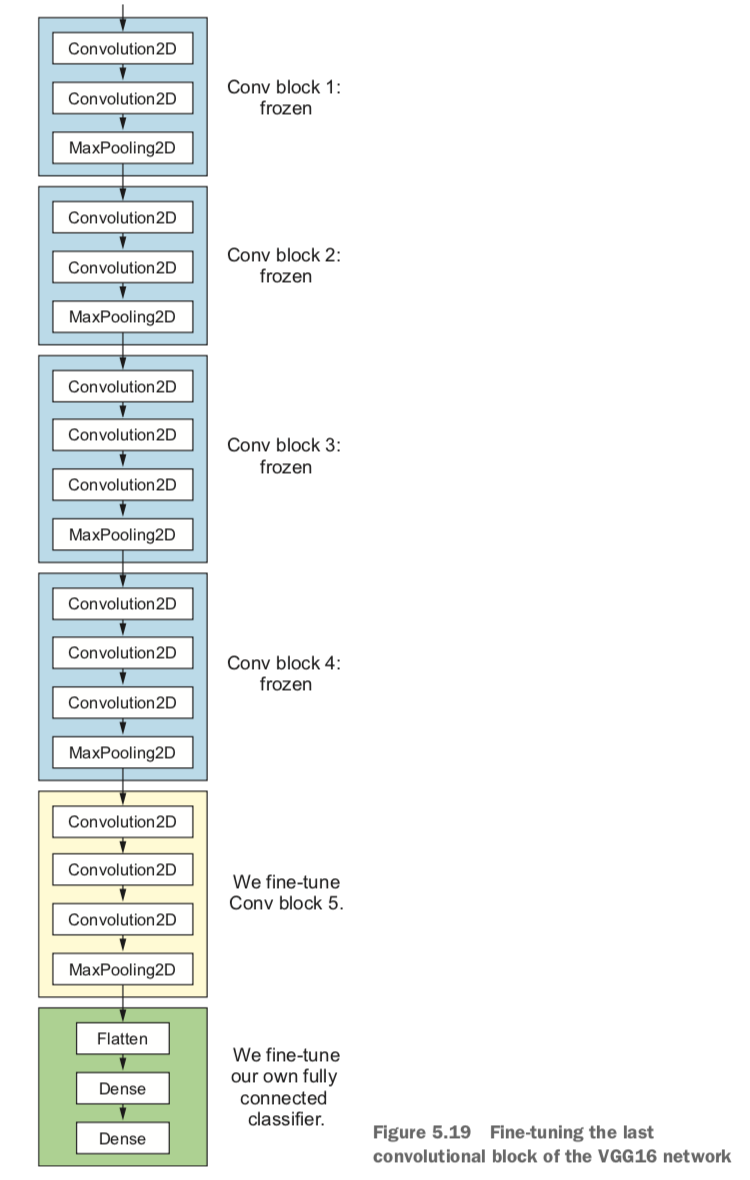 Convolution2D
Convolution2D
MaxPooling2D
Conv block 1:
frozen
Convolution2D
Convolution2D
MaxPooling2D
Conv block 2:
frozen
Convolution2D
Convolution2D
Convolution2D
MaxPooling2D
Conv block 3:
frozen
Convolution2D
Convolution2D
Convolution2D
MaxPooling2D
Conv block 4:
frozen
Convolution2D
Convolution2D
Convolution2D
MaxPooling2D
We fine-tune
Conv block 5.
Flatten
Dense
Dense
We fine-tune
our own fully
connected
classifier.
Figure 5.19 Fine-tuning the last
convolutional block of the VGG16 network